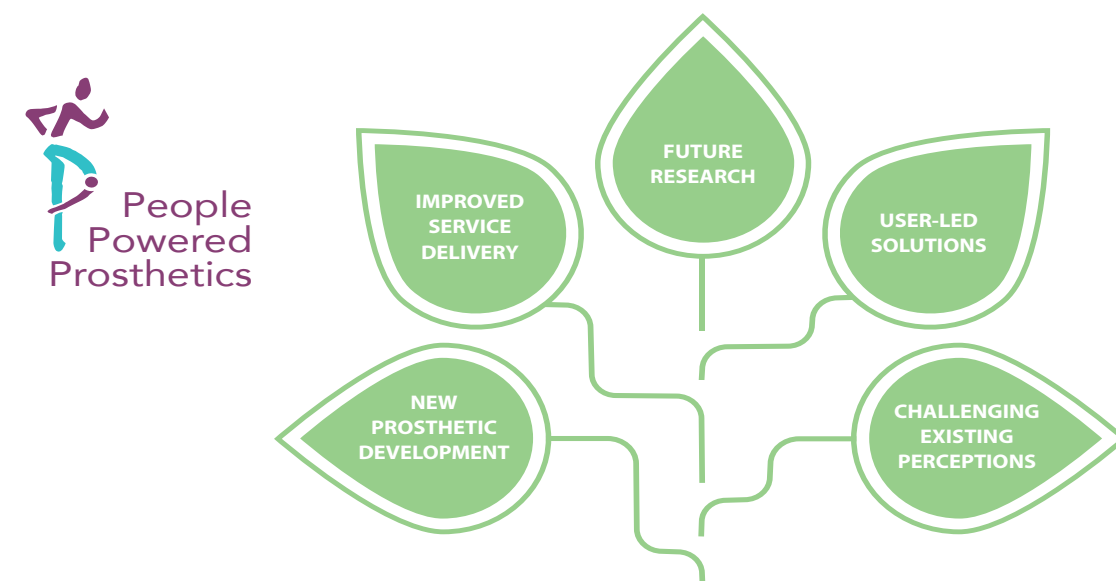 People
Powered
Prosthetics
FUTURE
RESEARCH
IMPROVED
SERVICE
DELIVERY
USER-LED
SOLUTIONS
NEW
PROSTHETIC
DEVELOPMENT
CHALLENGING
EXISTING
PERCEPTIONS